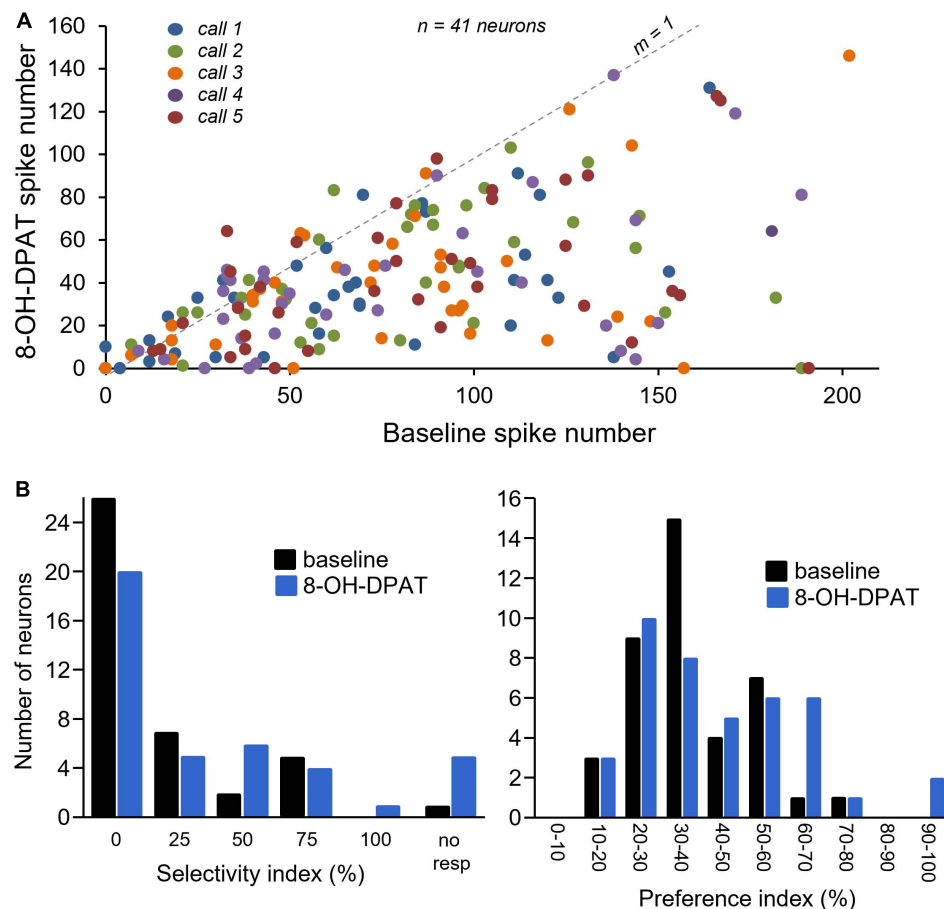 A
160
140
120
100
80
60
40
20
0
8-OH-DPAT spike number
call 1
call 2
call 3
call 4
call 5
n = 41 neurons
m = 1
0 50 100 150 200
Baseline spike number
B
24
20
16
12
8
4
0
Number of neurons
baseline
8-OH-DPAT
0 25 50 75 100 no resp
Selectivity index (%)
16
14
12
10
8
6
4
2
0
baseline
8-OH-DPAT
0-10
10-20
20-30
30-40
40-50
50-60
60-70
70-80
80-90
90-100
Preference index (%)